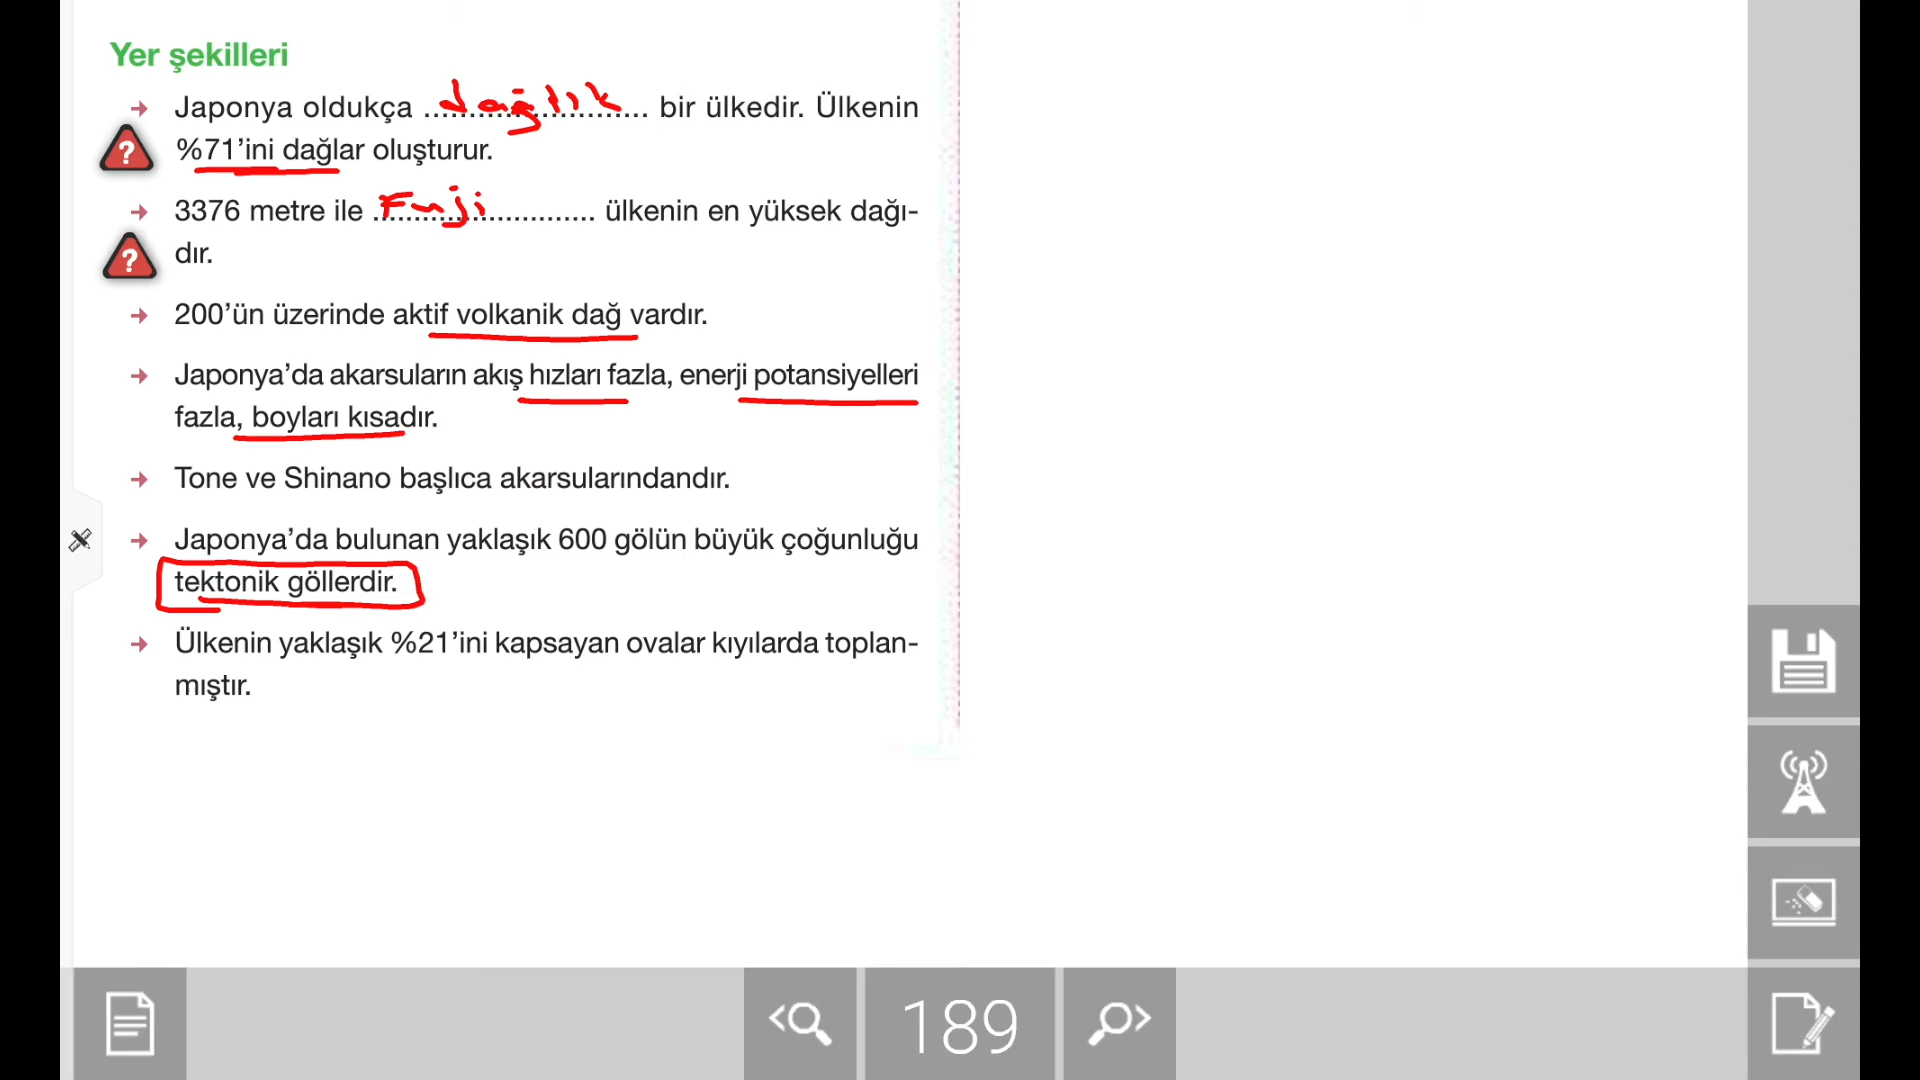 Yer şekilleri
Japonya oldukça ....dağlık.... bir ülkedir. Ülkenin
%71'ini dağlar oluşturur.
3376 metre ile ....Fuji.... ülkenin en yüksek dağı-
dır.
200'ün üzerinde aktif volkanik dağ vardır.
Japonya'da akarsuların akış hızları fazla, enerji potansiyelleri
fazla, boyları kısadır.
Tone ve Shinano başlıca akarsularındandır.
Japonya'da bulunan yaklaşık 600 gölün büyük çoğunluğu
tektonik göllerdir.
Ülkenin yaklaşık %21'ini kapsayan ovalar kıyılarda toplan-
mıştır.
189